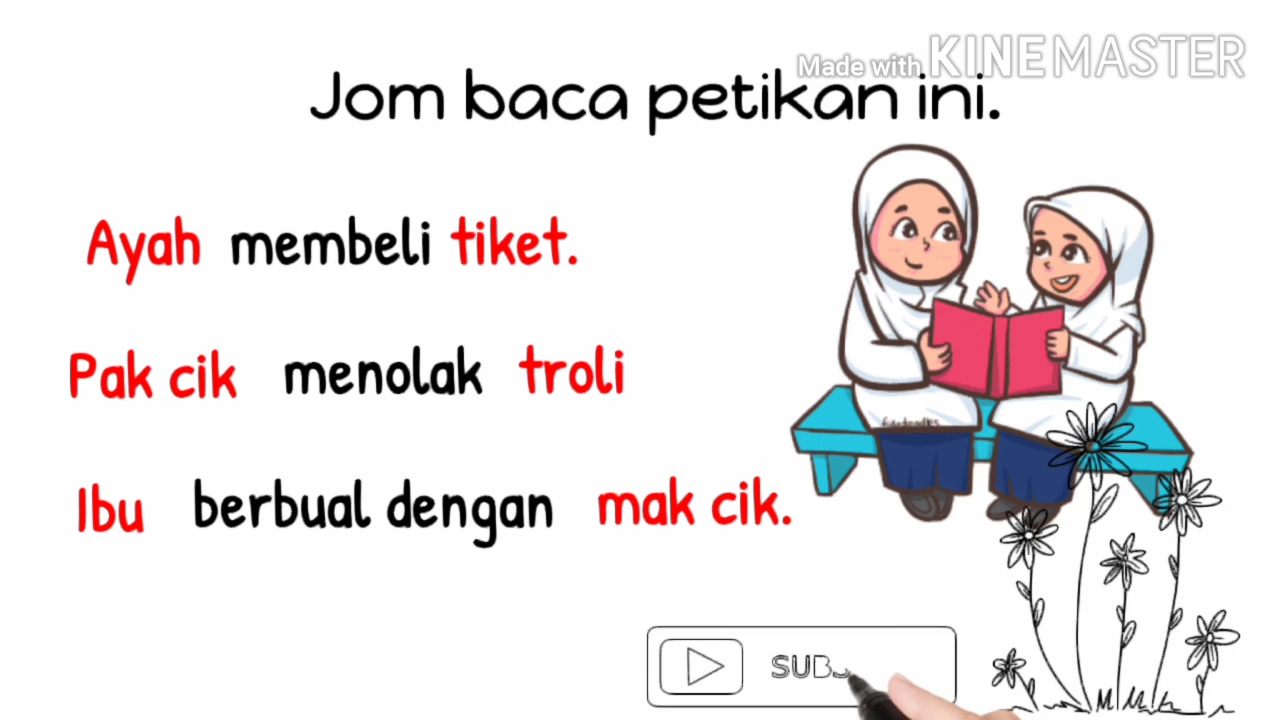 Made with KINEMASTER
Jom baca petikan ini.
Ayah membeli tiket.
Pak cik menolak troli
Ibu berbual dengan mak cik.
SUB